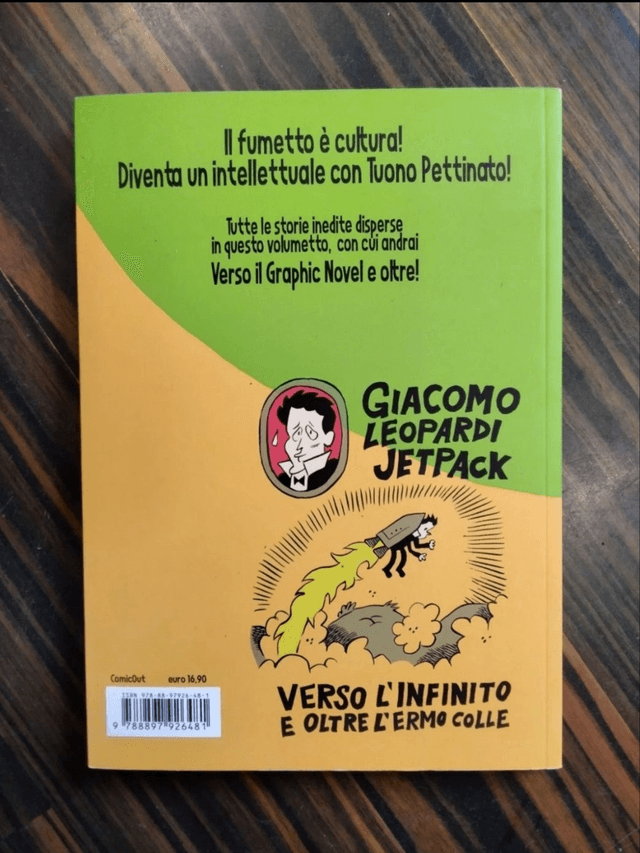 Il fumetto è cultura!
Diventa un intellettuale con Tuono Pettinato!
Tutte le storie inedite disperse
in questo volumetto, con cui andrai
Verso il Graphic Novel e oltre!
GIACOMO
LEOPARDI
JETPACK
VERSO L'INFINITO
E OLTRE L'ERMO COLLE
ComicOut euro 16,90
ISBN 978-88-97926-48-1
9 788897 926481